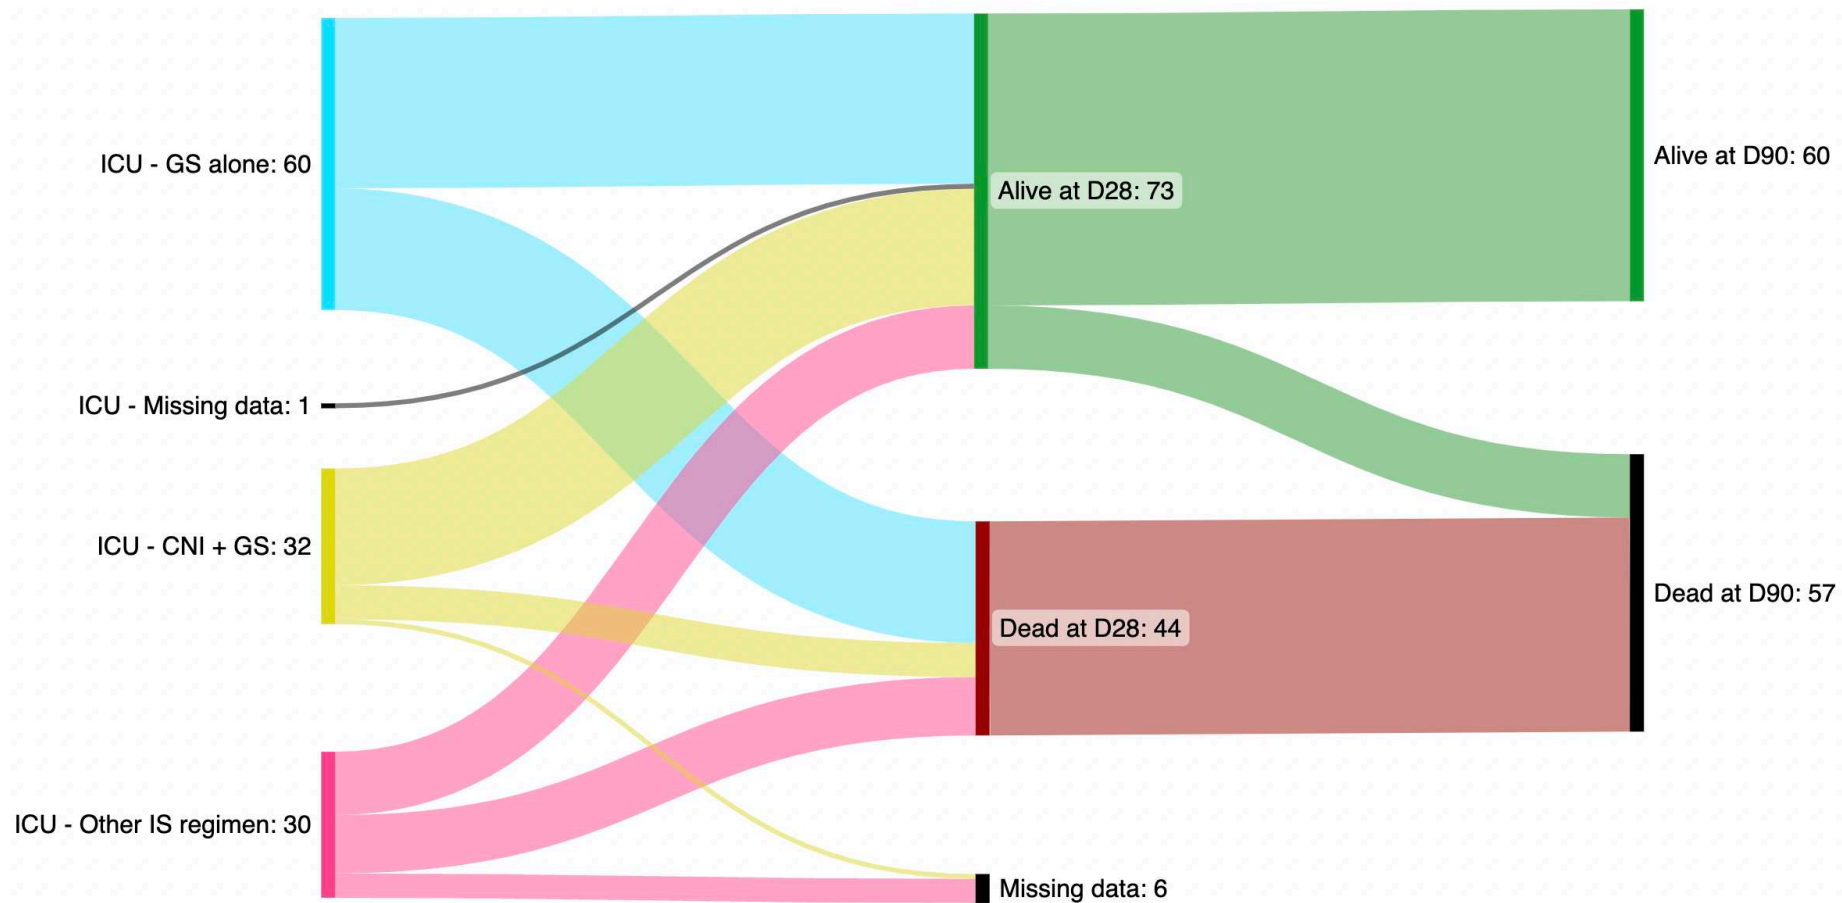 ICU - GS alone: 60
ICU - Missing data: 1
ICU - CNI + GS: 32
ICU - Other IS regimen: 30
Alive at D28: 73
Dead at D28: 44
Missing data: 6
Alive at D90: 60
Dead at D90: 57